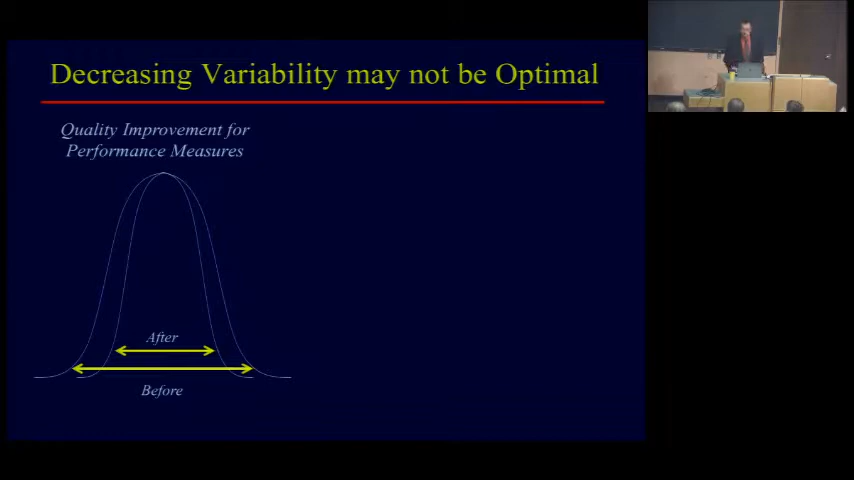 Decreasing Variability may not be Optimal
Quality Improvement for
Performance Measures
After
Before